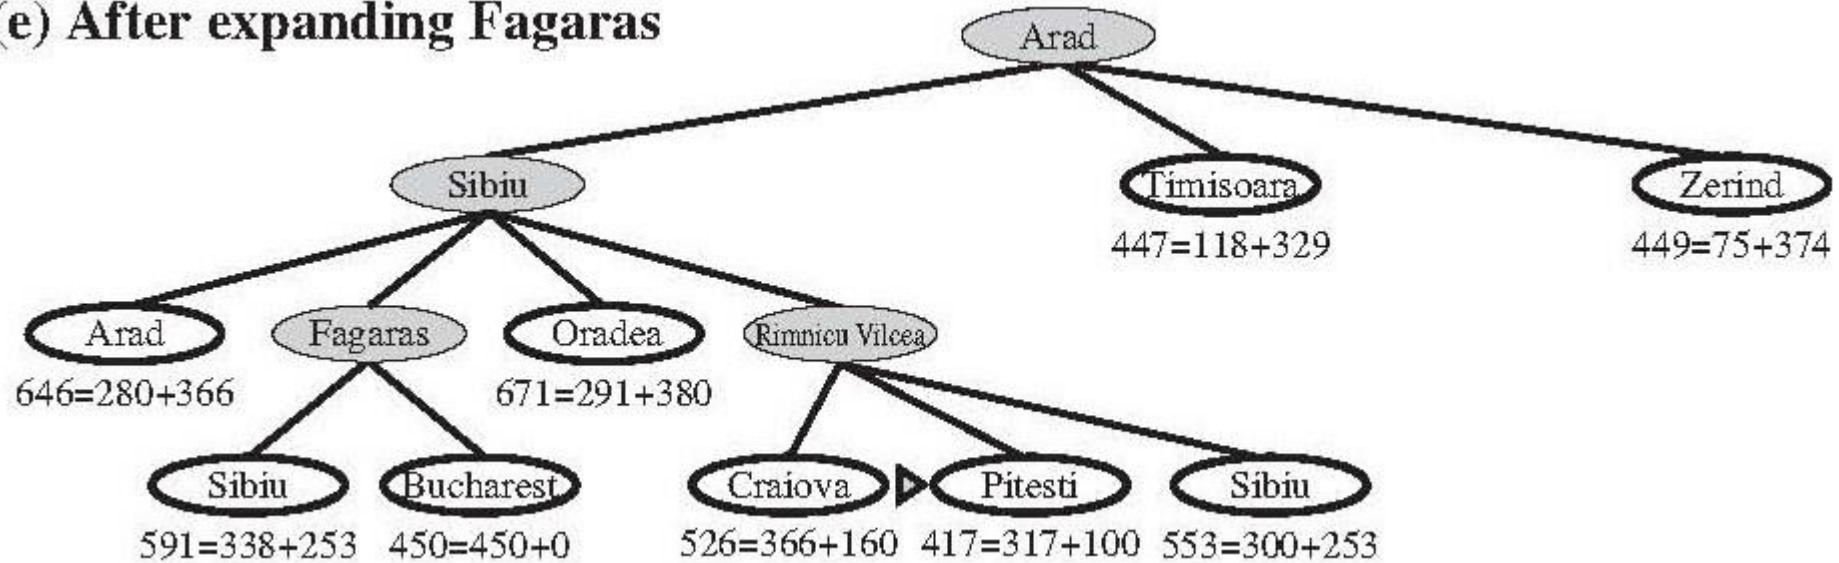 (e) After expanding Fagaras
Arad
Sibiu
Timisoara
Zerind
447=118+329
449=75+374
Arad
Fagaras
Oradea
Rimnicu Vilcea
646=280+366
671=291+380
Sibiu
Bucharest
Craiova
Pitesti
Sibiu
591=338+253
450=450+0
526=366+160
417=317+100
553=300+253